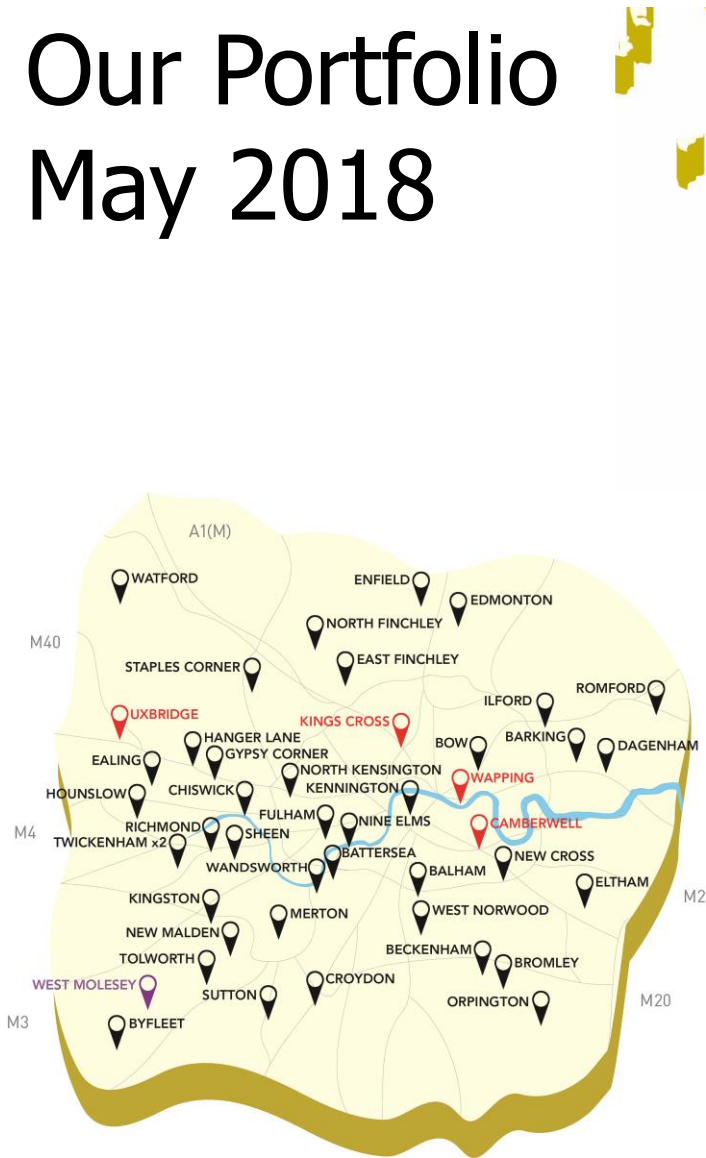 Our Portfolio
May 2018
A1(M)
WATFORD
ENFIELD
EDMONTON
NORTH FINCHLEY
M40
EAST FINCHLEY
STAPLES CORNER
ROMFORD
ILFORD
UXBRIDGE
KINGS CROSS
HANGER LANE
BOW
BARKING
DAGENHAM
GYPSY CORNER
EALING
NORTH KENSINGTON
WAPPING
HOUNSLOW
CHISWICK
KENNINGTON
FULHAM
NINE ELMS
CAMBERWELL
M4
RICHMOND
SHEEN
TWICKENHAM x2
BATTERSEA
NEW CROSS
WANDSWORTH
BALHAM
ELTHAM
M2
KINGSTON
MERTON
WEST NORWOOD
NEW MALDEN
BECKENHAM
TOLWORTH
BROMLEY
WEST MOLESEY
CROYDON
SUTTON
ORPINGTON
M20
M3
BYFLEET